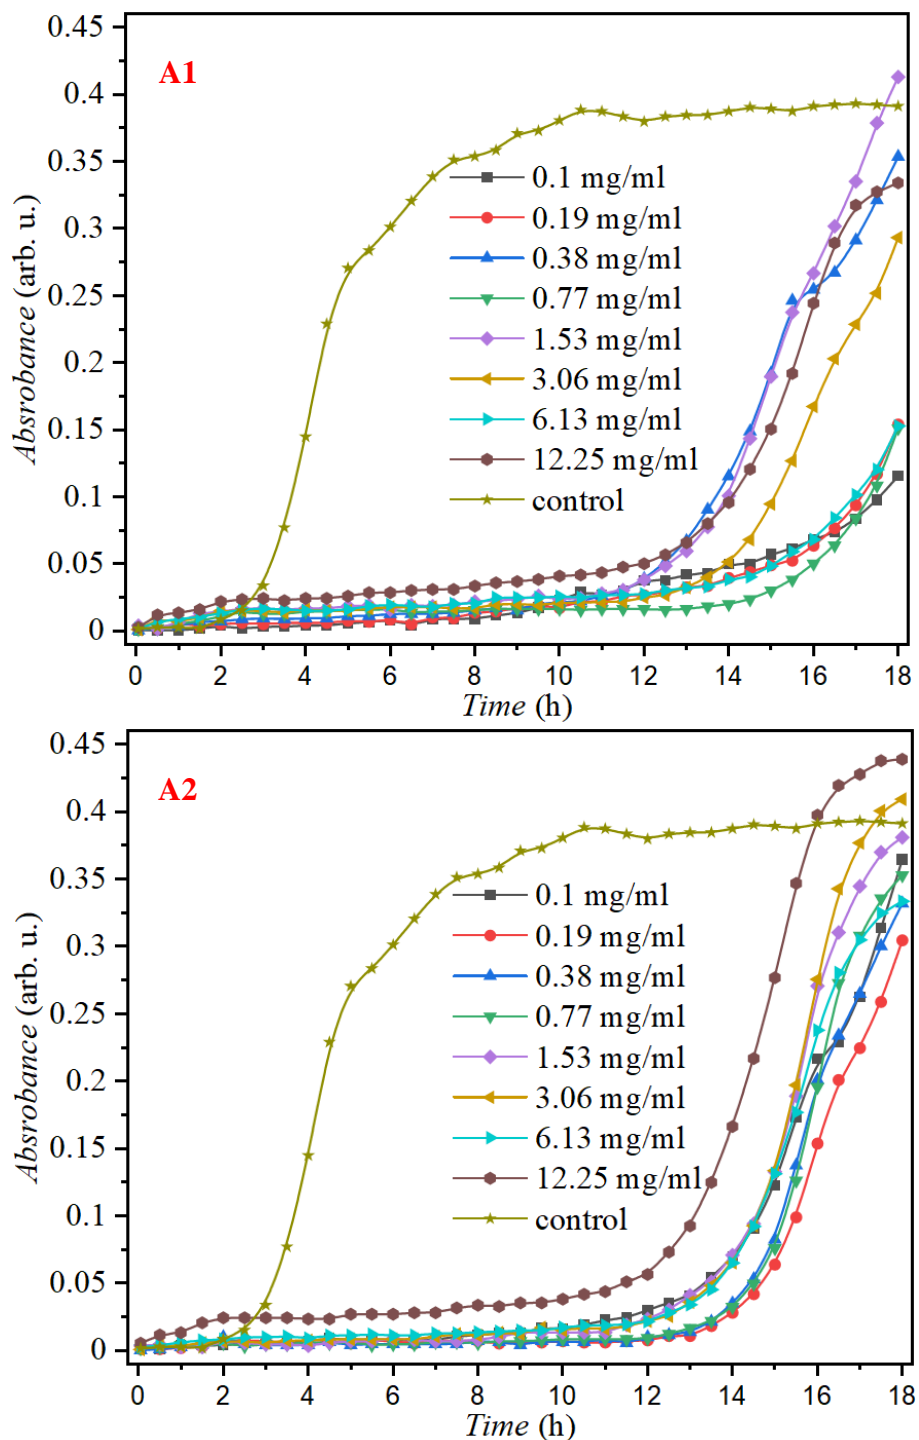 A1
Absrobance (arb. u.)
0.45
0.4
0.35
0.3
0.25
0.2
0.15
0.1
0.05
0
0.1 mg/ml
0.19 mg/ml
0.38 mg/ml
0.77 mg/ml
1.53 mg/ml
3.06 mg/ml
6.13 mg/ml
12.25 mg/ml
control
0 2 4 6 8 10 12 14 16 18
Time (h)
A2
Absrobance (arb. u.)
0.45
0.4
0.35
0.3
0.25
0.2
0.15
0.1
0.05
0
0.1 mg/ml
0.19 mg/ml
0.38 mg/ml
0.77 mg/ml
1.53 mg/ml
3.06 mg/ml
6.13 mg/ml
12.25 mg/ml
control
0 2 4 6 8 10 12 14 16 18
Time (h)